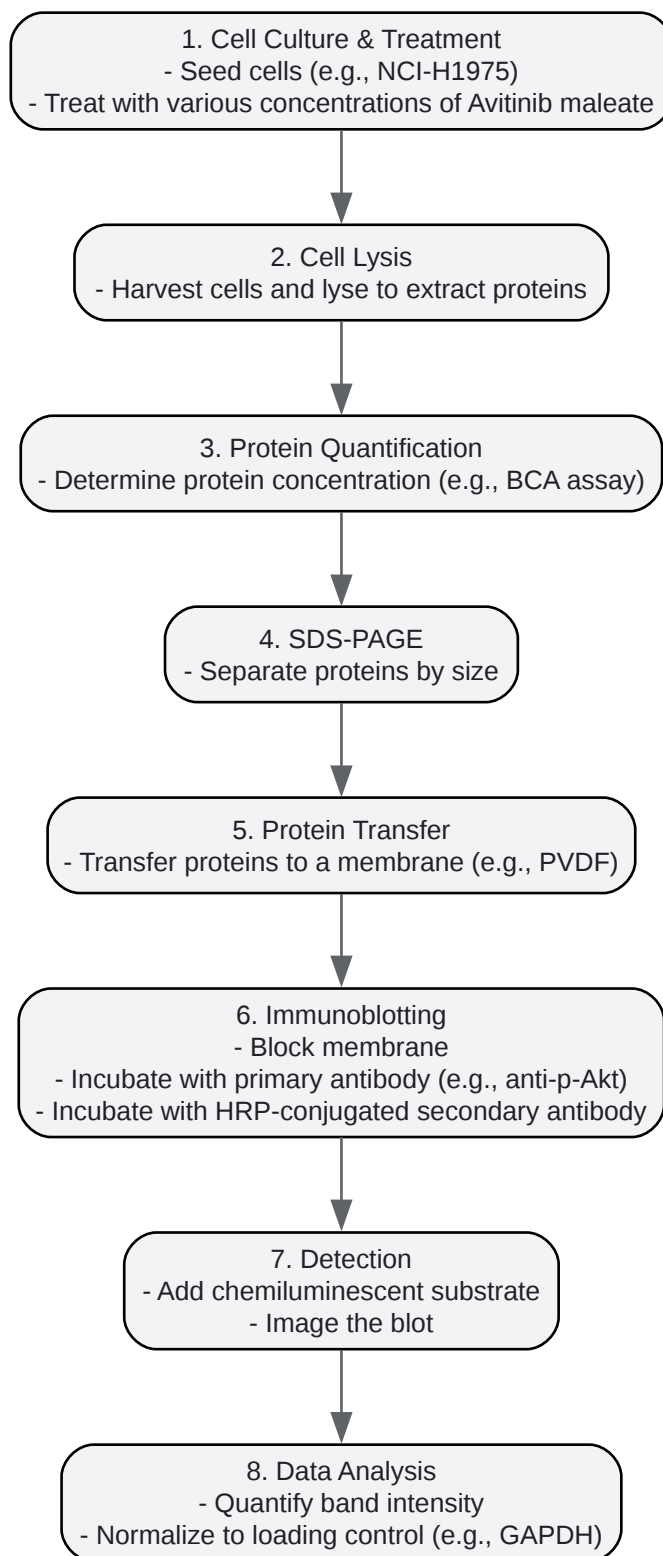 1. Cell Culture & Treatment
- Seed cells (e.g., NCI-H1975)
- Treat with various concentrations of Avitinib maleate
2. Cell Lysis
- Harvest cells and lyse to extract proteins
3. Protein Quantification
- Determine protein concentration (e.g., BCA assay)
4. SDS-PAGE
- Separate proteins by size
5. Protein Transfer
- Transfer proteins to a membrane (e.g., PVDF)
6. Immunoblotting
- Block membrane
- Incubate with primary antibody (e.g., anti-p-Akt)
- Incubate with HRP-conjugated secondary antibody
7. Detection
- Add chemiluminescent substrate
- Image the blot
8. Data Analysis
- Quantify band intensity
- Normalize to loading control (e.g., GAPDH)